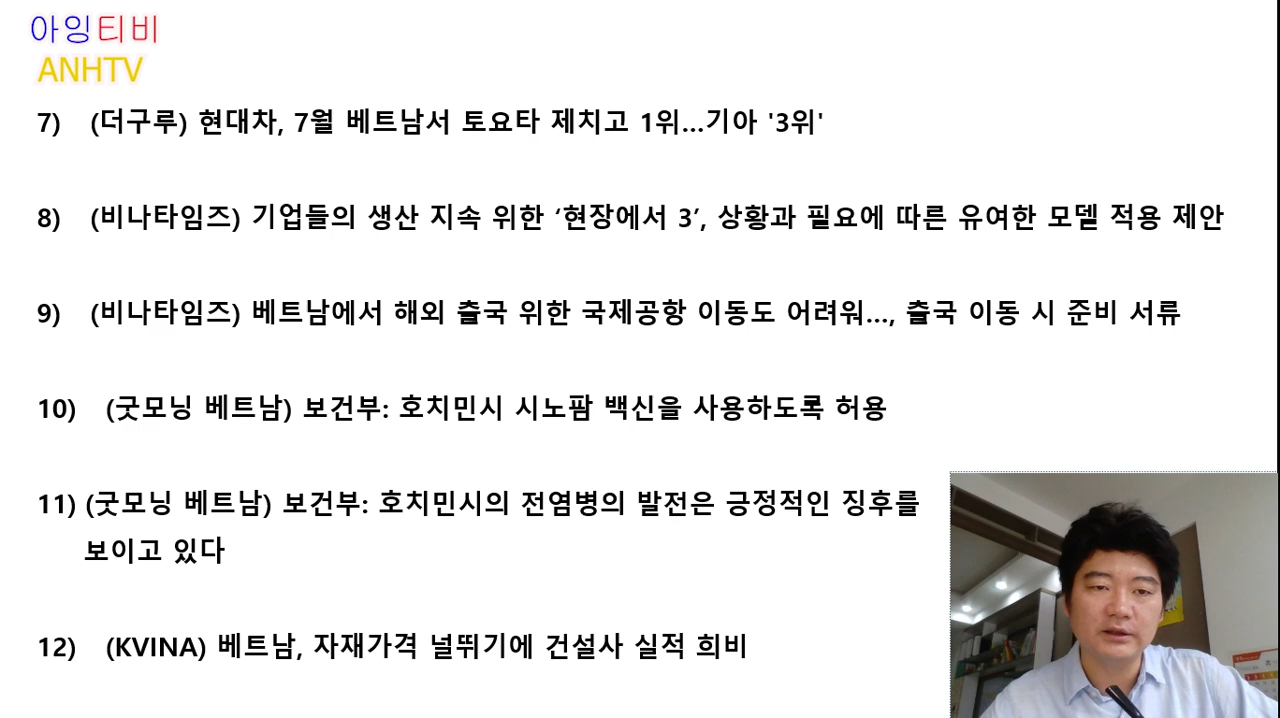 아잉티비
ANHTV
7) (더구루) 현대차, 7월 베트남서 토요타 제치고 1위...기아 '3위'
8) (비나타임즈) 기업들의 생산 지속 위한 ‘현장에서 3’, 상황과 필요에 따른 유여한 모델 적용 제안
9) (비나타임즈) 베트남에서 해외 출국 위한 국제공항 이동도 어려워..., 출국 이동 시 준비 서류
10) (굿모닝 베트남) 보건부: 호치민시 시노팜 백신을 사용하도록 허용
11) (굿모닝 베트남) 보건부: 호치민시의 전염병의 발전은 긍정적인 징후를
보이고 있다
12) (KVINA) 베트남, 자재가격 널뛰기에 건설사 실적 희비